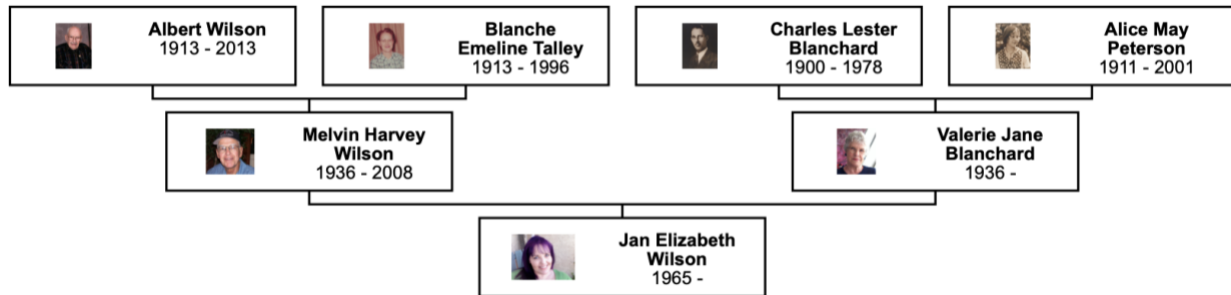 Albert Wilson
1913 - 2013
Blanche
Emeline Talley
1913 - 1996
Charles Lester
Blanchard
1900 - 1978
Alice May
Peterson
1911 - 2001
Melvin Harvey
Wilson
1936 - 2008
Valerie Jane
Blanchard
1936 -
Jan Elizabeth
Wilson
1965 -